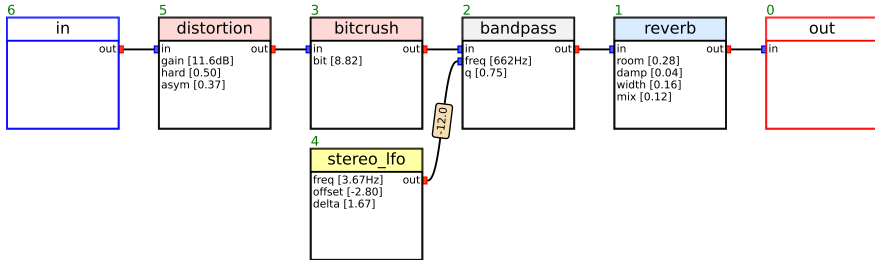 6
in
out
5
distortion
in out
gain [11.6dB]
hard [0.50]
asym [0.37]
3
bitcrush
in out
bit [8.82]
2
bandpass
in out
freq [662Hz]
q [0.75]
1
reverb
in out
room [0.28]
damp [0.04]
width [0.16]
mix [0.12]
0
out
in
-12.0
4
stereo_lfo
freq [3.67Hz] out
offset [-2.80]
delta [1.67]